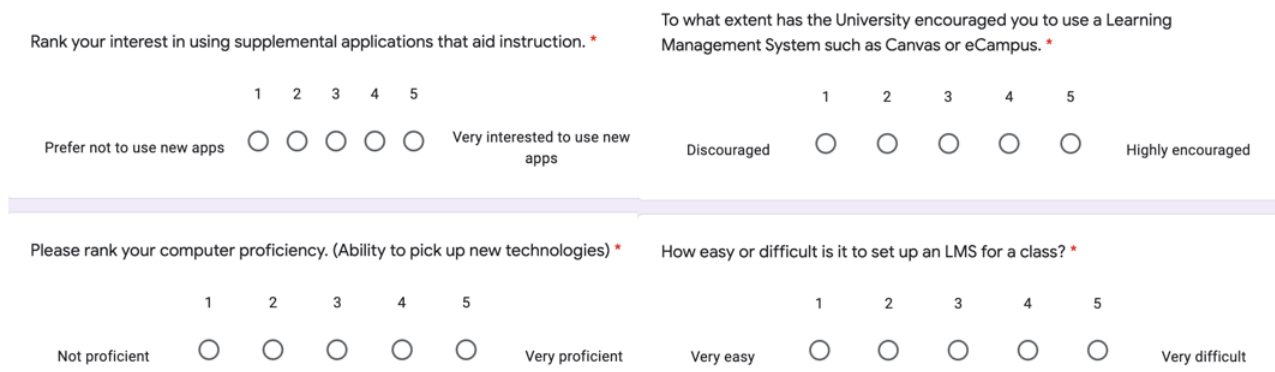 Rank your interest in using supplemental applications that aid instruction. *
1 2 3 4 5
Prefer not to use new apps
Very interested to use new
apps
To what extent has the University encouraged you to use a Learning
Management System such as Canvas or eCampus. *
1 2 3 4 5
Discouraged
Highly encouraged
Please rank your computer proficiency. (Ability to pick up new technologies) *
1 2 3 4 5
Not proficient
Very proficient
How easy or difficult is it to set up an LMS for a class? *
1 2 3 4 5
Very easy
Very difficult